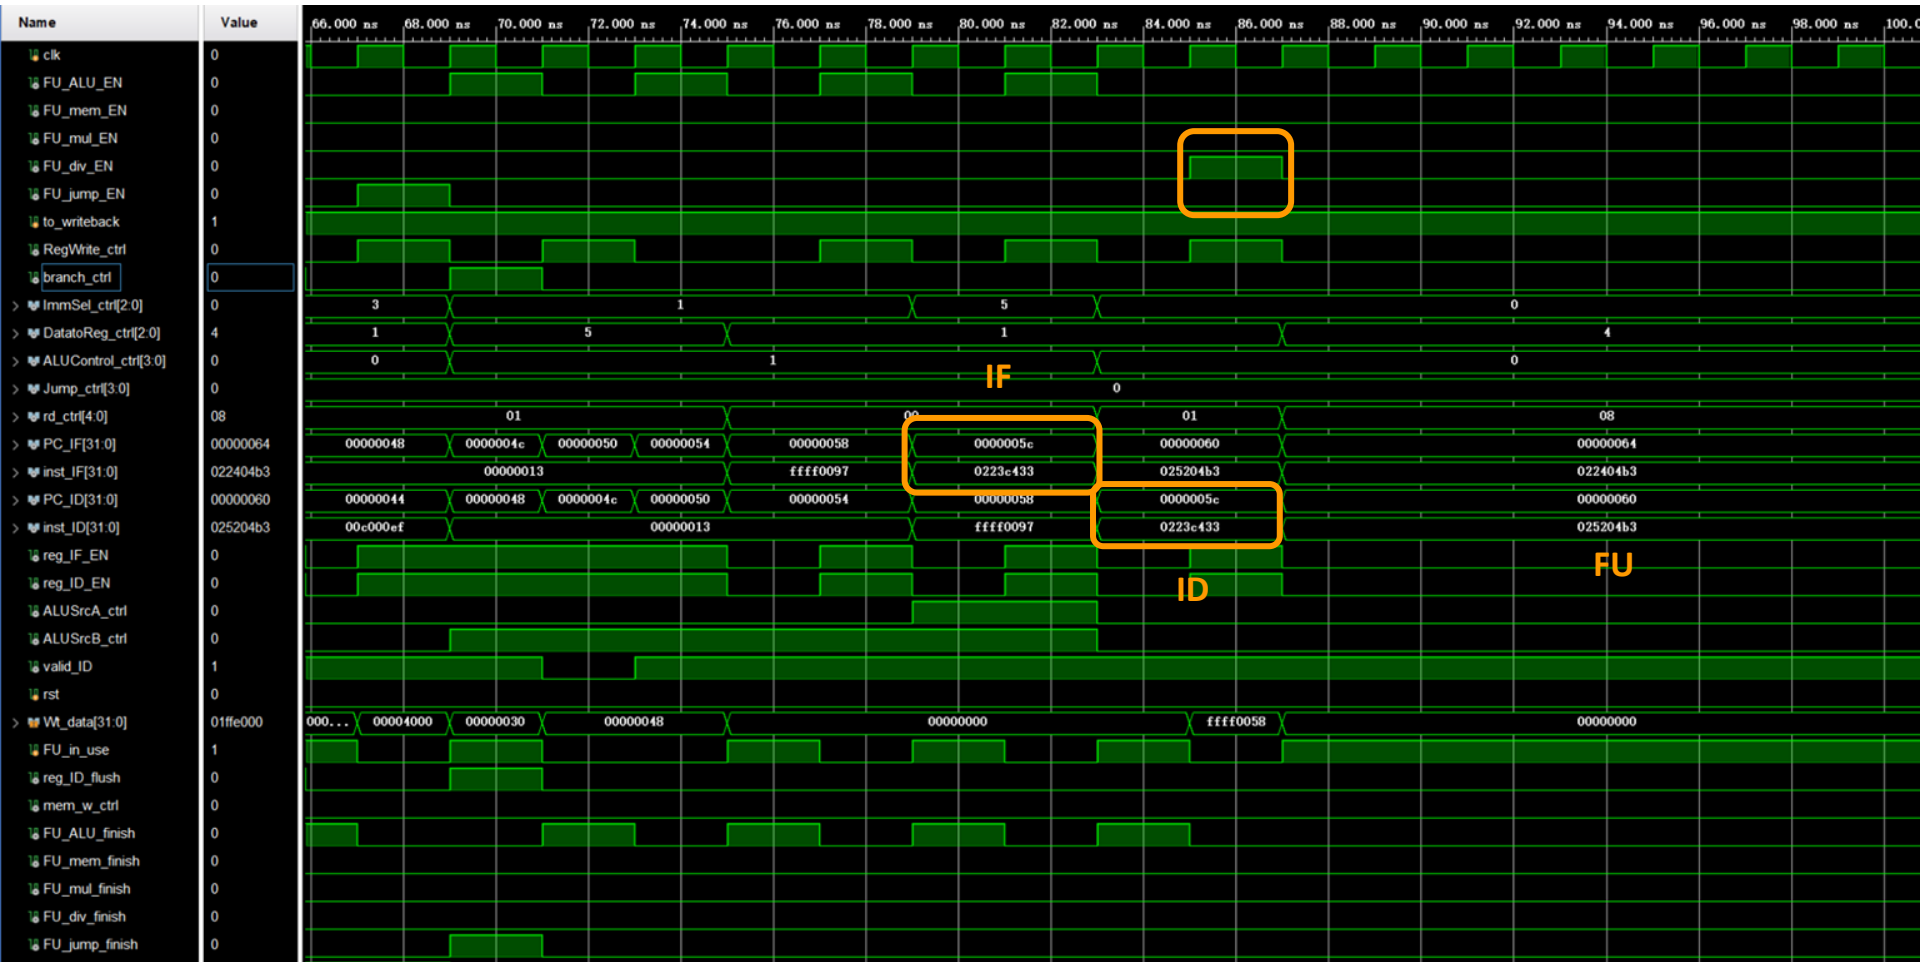 Name Value 66.000 ns 68.000 ns 70.000 ns 72.000 ns 74.000 ns 76.000 ns 78.000 ns 80.000 ns 82.000 ns 84.000 ns 86.000 ns 88.000 ns 90.000 ns 92.000 ns 94.000 ns 96.000 ns 98.000 ns 100.0
clk 0
FU_ALU_EN 0
FU_mem_EN 0
FU_mul_EN 0
FU_div_EN 0
FU_jump_EN 0
to_writeback 1
RegWrite_ctrl 0
branch_ctrl 0
ImmSel_ctrl[2:0] 0 3 1 5 0
DatatoReg_ctrl[2:0] 4 1 5 1 4
ALUControl_ctrl[3:0] 0 0 1 0
IF
Jump_ctrl[3:0] 0 0
rd_ctrl[4:0] 08 01 00 01 08
PC_IF[31:0] 00000064 00000048 0000004c 00000050 00000054 00000058 0000005c 00000060 00000064
inst_IF[31:0] 022404b3 00000013 ffff0097 0223c433 025204b3 022404b3
PC_ID[31:0] 00000060 00000044 00000048 0000004c 00000050 00000054 00000058 0000005c 00000060
inst_ID[31:0] 025204b3 00c000ef 00000013 ffff0097 0223c433 025204b3
reg_IF_EN 0
FU
reg_ID_EN 0
ID
ALUSrcA_ctrl 0
ALUSrcB_ctrl 0
valid_ID 1
rst 0
Wt_data[31:0] 01ffe000 000... 00004000 00000030 00000048 00000000 ffff0058 00000000
FU_in_use 1
reg_ID_flush 0
mem_w_ctrl 0
FU_ALU_finish 0
FU_mem_finish 0
FU_mul_finish 0
FU_div_finish 0
FU_jump_finish 0